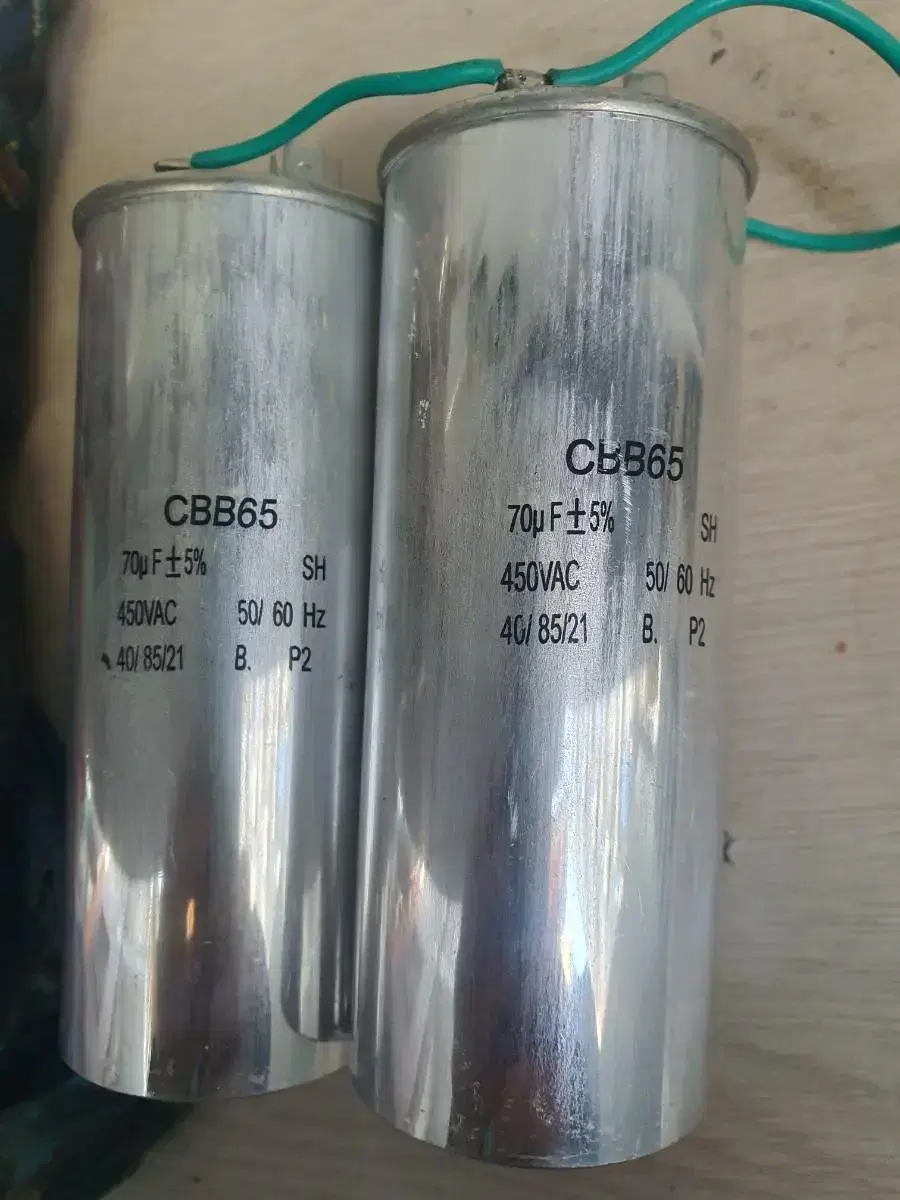 CBB65
70μF±5% SH
450VAC 50/60 Hz
40/85/21 B. P2
CBB65
70μF±5% SH
450VAC 50/60 Hz
40/85/21 B. P2